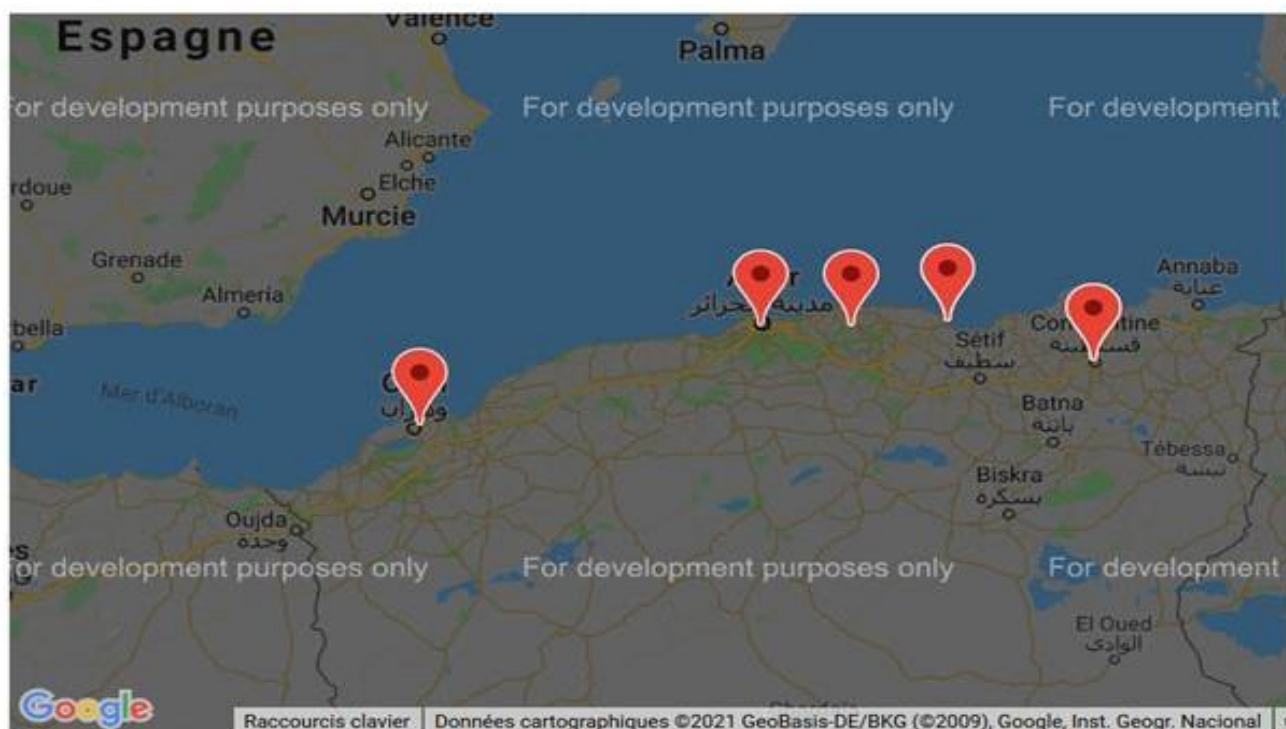 Valence
Espagne
Palma
For development purposes only
For development purposes only
For development
Alicante
Elche
Murcie
Grenade
Almeria
Annaba
عنابة
Sétif
سطيف
Mer d'Alboran
Batna
باتنة
Tébessa
تبسة
Biskra
بسكرة
Oujda
وجدة
For development purposes only
For development purposes only
For development
El Oued
الوادي
Google
Raccourcis clavier
Données cartographiques ©2021 GeoBasis-DE/BKG (©2009), Google, Inst. Geogr. Nacional